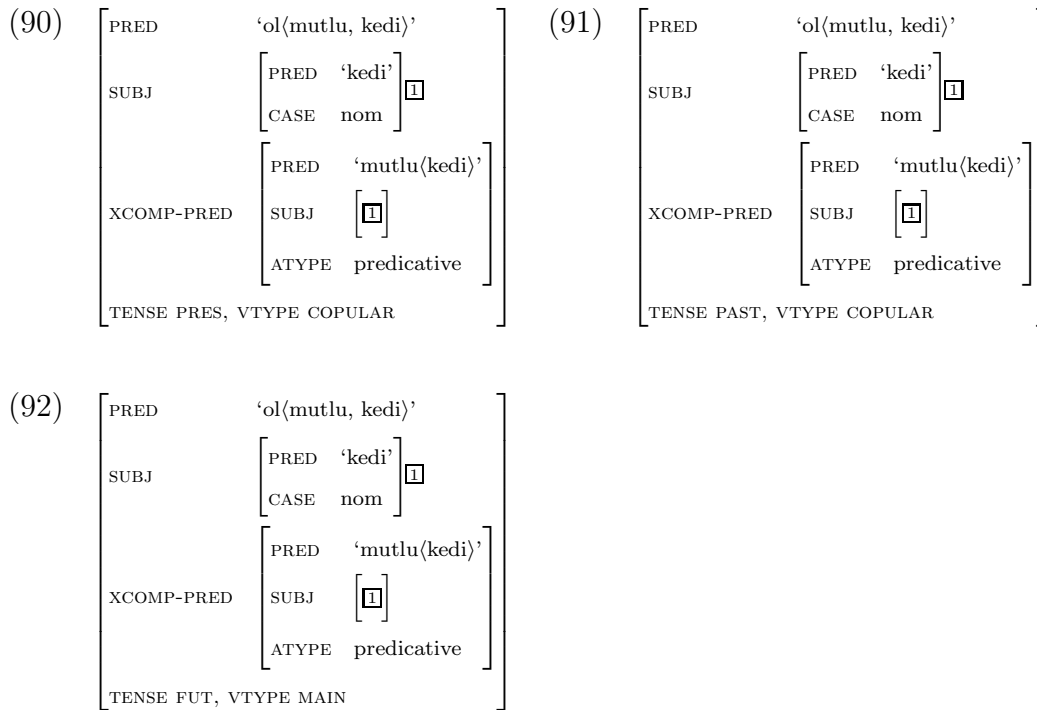 (90)
PRED ‘ol⟨mutlu, kedi⟩’
SUBJ
PRED ‘kedi’
CASE nom
1
XCOMP-PRED
PRED ‘mutlu⟨kedi⟩’
SUBJ 1
ATYPE predicative
TENSE PRES, VTYPE COPULAR
(91)
PRED ‘ol⟨mutlu, kedi⟩’
SUBJ
PRED ‘kedi’
CASE nom
1
XCOMP-PRED
PRED ‘mutlu⟨kedi⟩’
SUBJ 1
ATYPE predicative
TENSE PAST, VTYPE COPULAR
(92)
PRED ‘ol⟨mutlu, kedi⟩’
SUBJ
PRED ‘kedi’
CASE nom
1
XCOMP-PRED
PRED ‘mutlu⟨kedi⟩’
SUBJ 1
ATYPE predicative
TENSE FUT, VTYPE MAIN